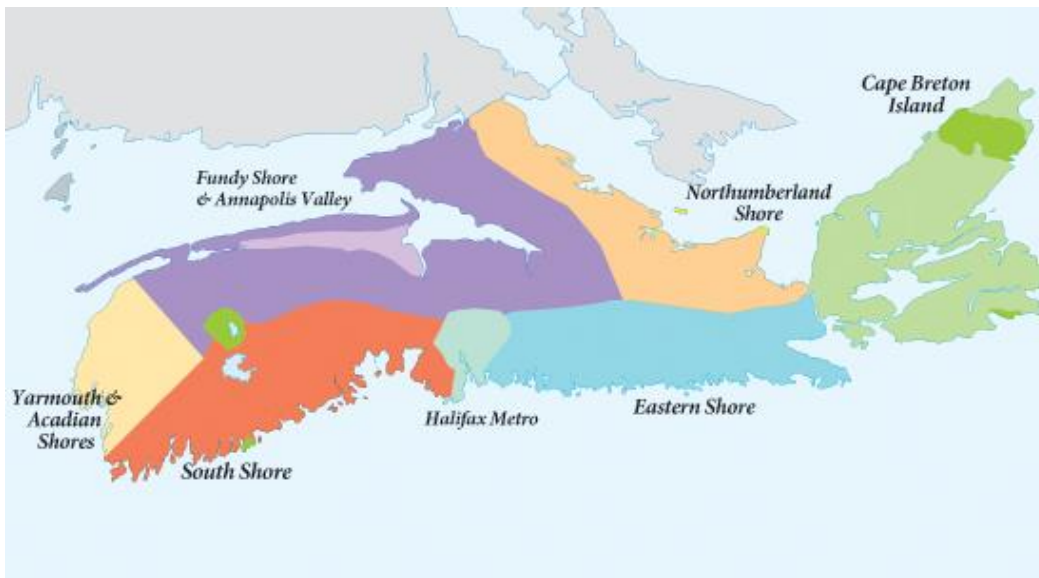 Cape Breton
Island
Fundy Shore
& Annapolis Valley
Northumberland
Shore
Yarmouth &
Acadian
Shores
Halifax Metro
Eastern Shore
South Shore